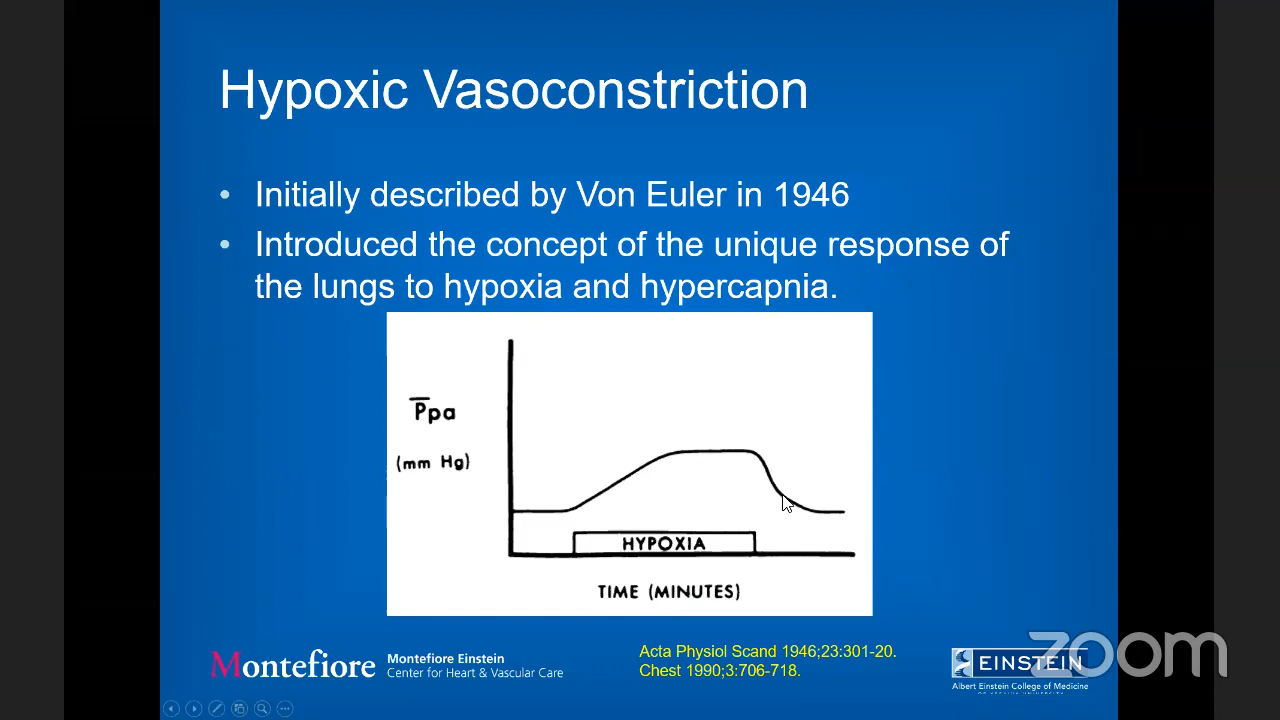 Hypoxic Vasoconstriction
• Initially described by Von Euler in 1946
• Introduced the concept of the unique response of
the lungs to hypoxia and hypercapnia.
P̅pa
(mm Hg)
HYPOXIA
TIME (MINUTES)
Montefiore
Montefiore Einstein
Center for Heart & Vascular Care
Acta Physiol Scand 1946;23:301-20.
Chest 1990;3:706-718.
EINSTEIN
Albert Einstein College of Medicine
zoom